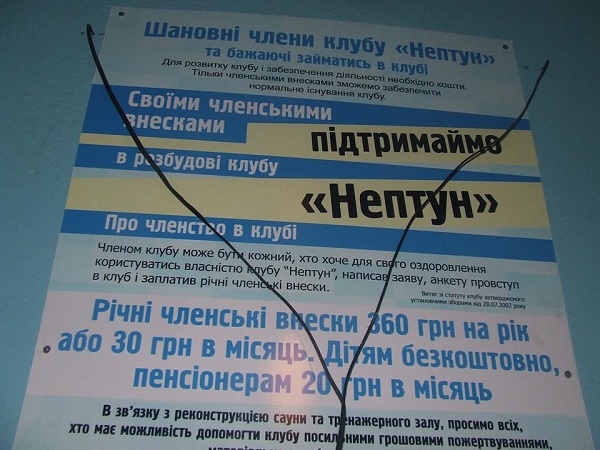 Шановні члени клубу «Нептун»
та бажаючі займатись в клубі
Для розвитку клубу і забезпечення діяльності необхідно кошти.
Тільки членськими внесками зможемо забезпечити
нормальне існування клубу.
Своїми членськими
внесками
підтримаймо
в розбудові клубу
«Нептун»
Про членство в клубі
Членом клубу може бути кожний, хто хоче для свого оздоровлення
користуватись власністю клубу "Нептун", написав заяву, анкету провступ
в клуб і заплатив річні членські внески.
Витяг зі статуту клубу затвердженого
установчими зборами від 28.07.2002 року
Річні членські внески 360 грн на рік
або 30 грн в місяць. Дітям безкоштовно,
пенсіонерам 20 грн в місяць
В зв'язку з реконструкцією сауни та тренажерного залу, просимо всіх,
хто має можливість допомогти клубу посильними грошовими пожертвуваннями,